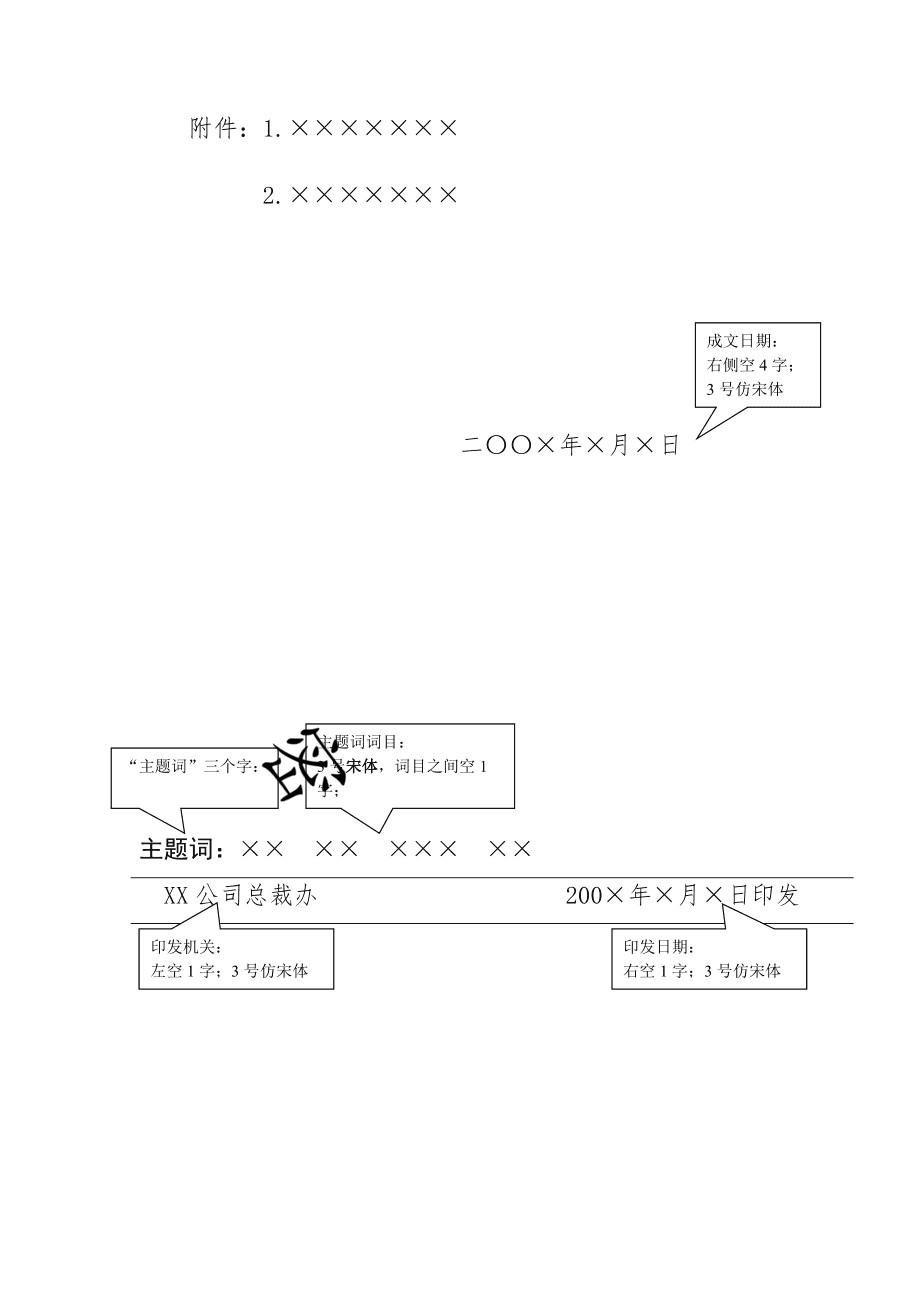 附件：1.×××××××
2.×××××××
成文日期：
右侧空 4 字；
3 号仿宋体
二〇〇×年×月×日
“主题词”三个字：
主题词词目：
3 号宋体，词目之间空 1
字；
主题词：×× ×× ××× ××
XX 公司总裁办 200×年×月×日印发
印发机关：
左空 1 字；3 号仿宋体
印发日期：
右空 1 字；3 号仿宋体